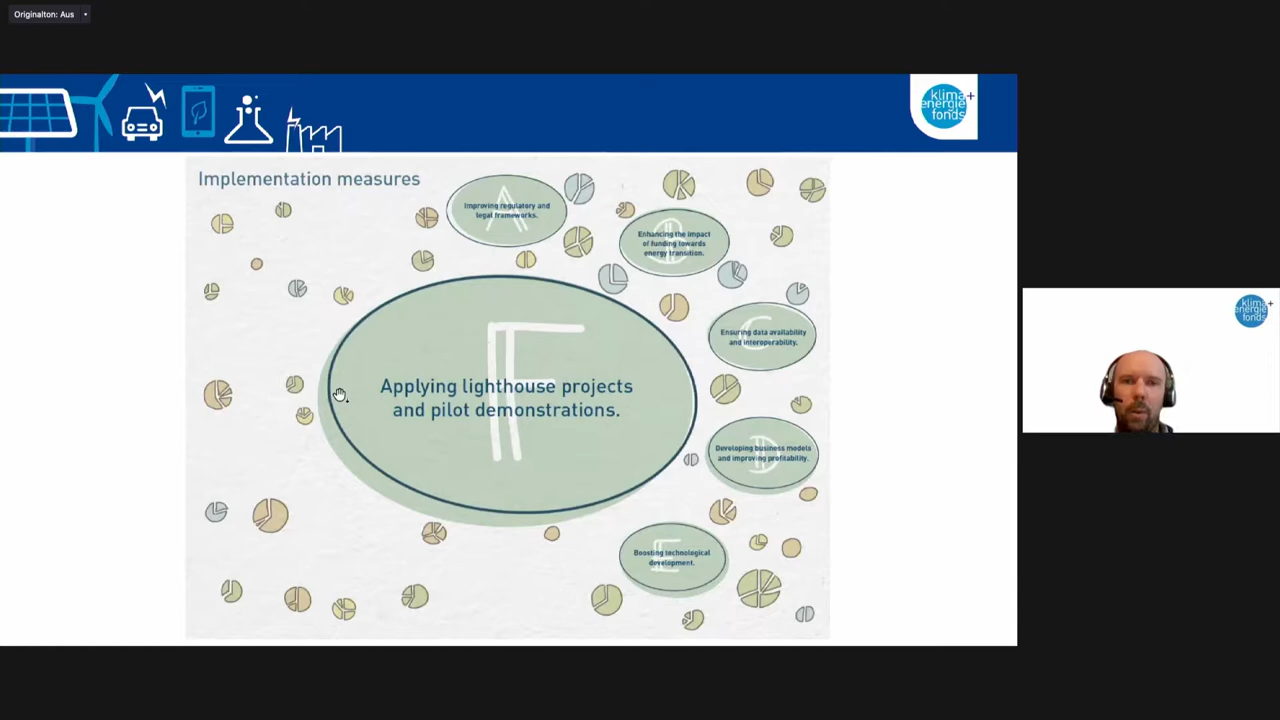 Originalton: Aus
klima+
energie
fonds
Implementation measures
A
Improving regulatory and
legal frameworks.
B
Enhancing the impact
of funding towards
energy transition.
C
Ensuring data availability
and interoperability.
F
Applying lighthouse projects
and pilot demonstrations.
D
Developing business models
and improving profitability.
E
Boosting technological
development.
klima+
energie
fonds